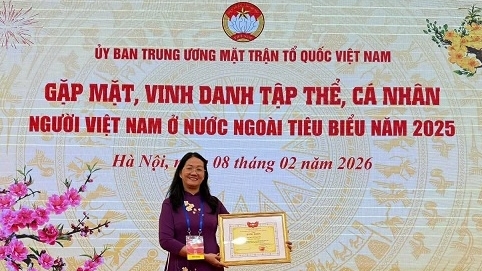 ỦY BAN TRUNG ƯƠNG MẶT TRẬN TỔ QUỐC VIỆT NAM
GẶP MẶT, VINH DANH TẬP THỂ, CÁ NHÂN
NGƯỜI VIỆT NAM Ở NƯỚC NGOÀI TIÊU BIỂU NĂM 2025
Hà Nội, 08 tháng 02 năm 2026